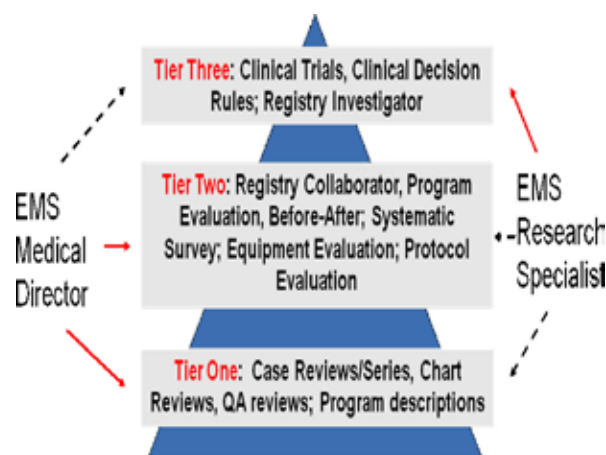 Tier Three: Clinical Trials, Clinical Decision
Rules; Registry Investigator
Tier Two: Registry Collaborator, Program
Evaluation, Before-After; Systematic
Survey; Equipment Evaluation; Protocol
Evaluation
Tier One: Case Reviews/Series, Chart
Reviews, QA reviews; Program descriptions
EMS
Medical
Director
EMS
Research
Specialist